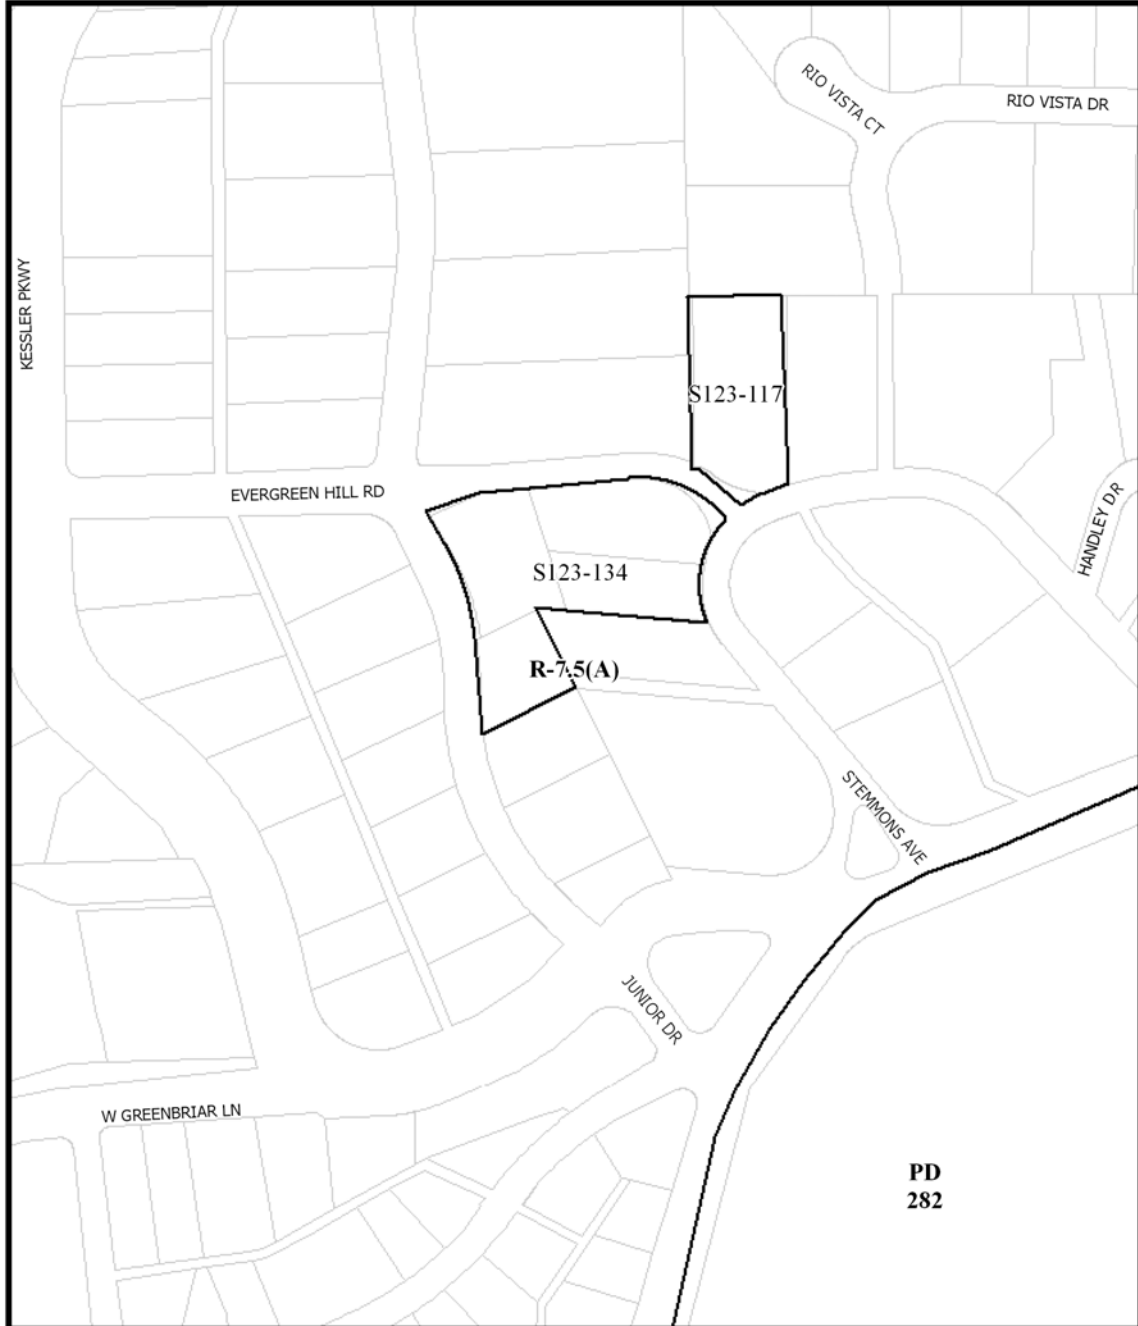 RIO VISTA CT
RIO VISTA DR
KESSLER PKWY
S123-117
EVERGREEN HILL RD
HANDLEY DR
S123-134
R-7.5(A)
STEMMONS AVE
JUNIOR DR
W GREENBRIAR LN
PD
282